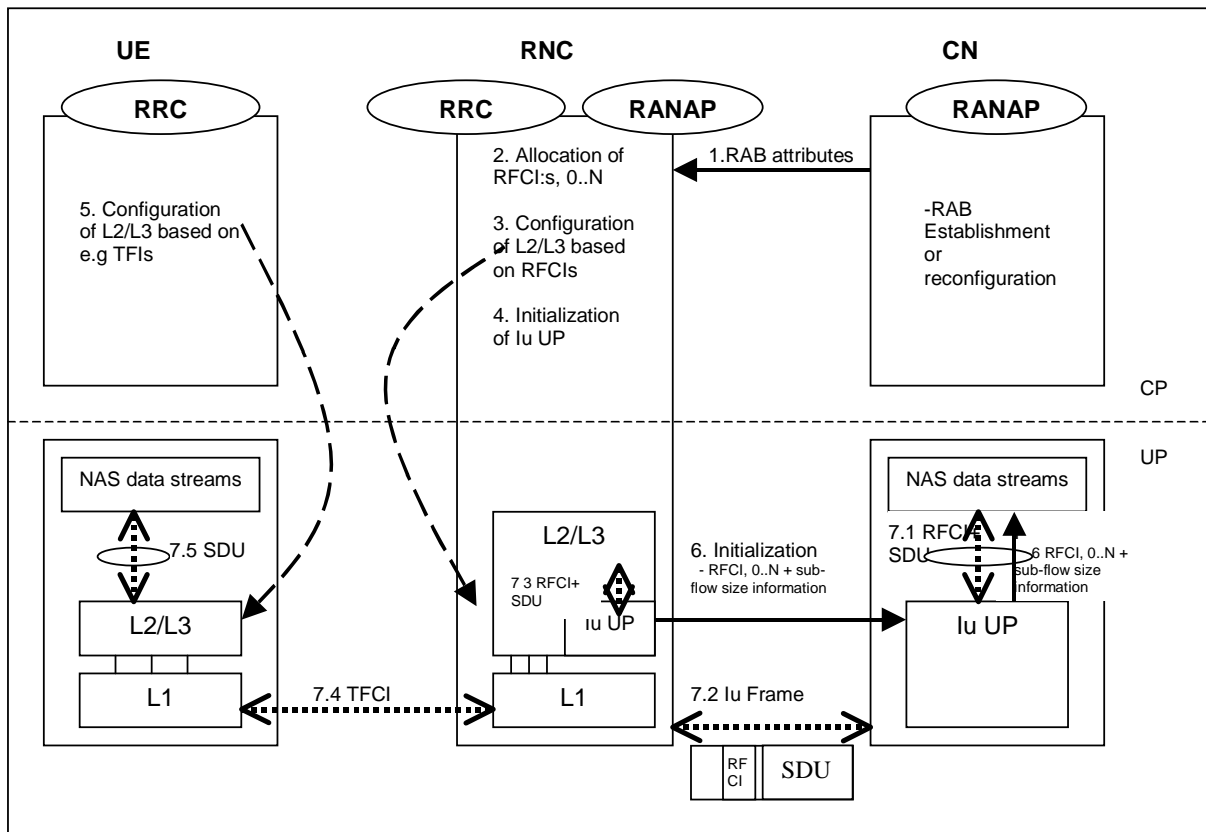 UE
RNC
CN
RRC
RRC
RANAP
RANAP
2. Allocation of
RFCI:s, 0..N
1.RAB attributes
5. Configuration
of L2/L3 based on
e.g TFIs
3. Configuration
of L2/L3 based
on RFCIs
-RAB
Establishment
or
reconfiguration
4. Initialization
of Iu UP
CP
UP
NAS data streams
NAS data streams
7.5 SDU
L2/L3
7 3 RFCI+
SDU
Iu UP
6. Initialization
- RFCI, 0..N + sub-
flow size information
7.1 RFCI+
SDU
6 RFCI, 0..N +
sub-flow size
information
L2/L3
Iu UP
L1
7.4 TFCI
L1
7.2 Iu Frame
RF
CI
SDU